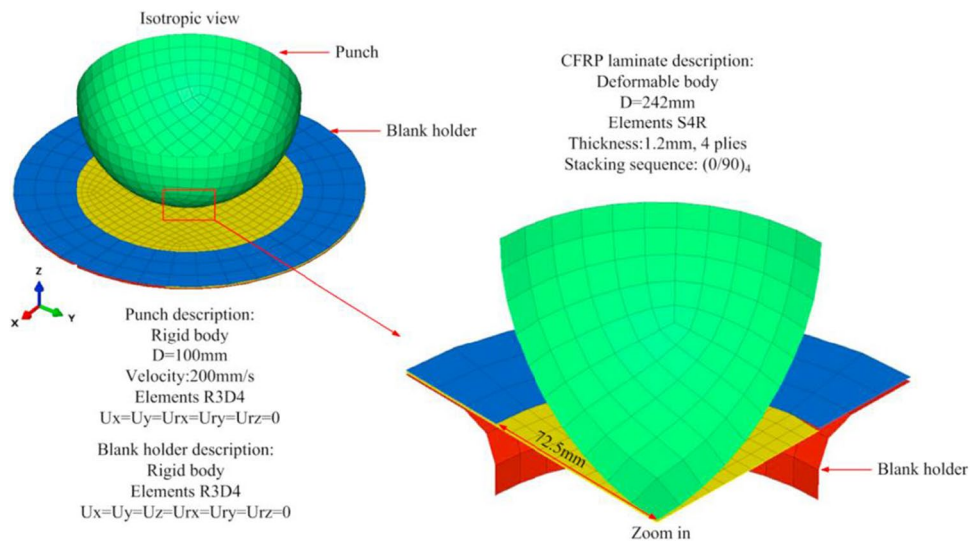 Isotropic view
Punch
Blank holder
CFRP laminate description:
Deformable body
D=242mm
Elements S4R
Thickness:1.2mm, 4 plies
Stacking sequence: (0/90)₄
Z
X
Y
Punch description:
Rigid body
D=100mm
Velocity:200mm/s
Elements R3D4
Ux=Uy=Urx=Ury=Urz=0
Blank holder description:
Rigid body
Elements R3D4
Ux=Uy=Uz=Urx=Ury=Urz=0
72.5mm
Blank holder
Zoom in